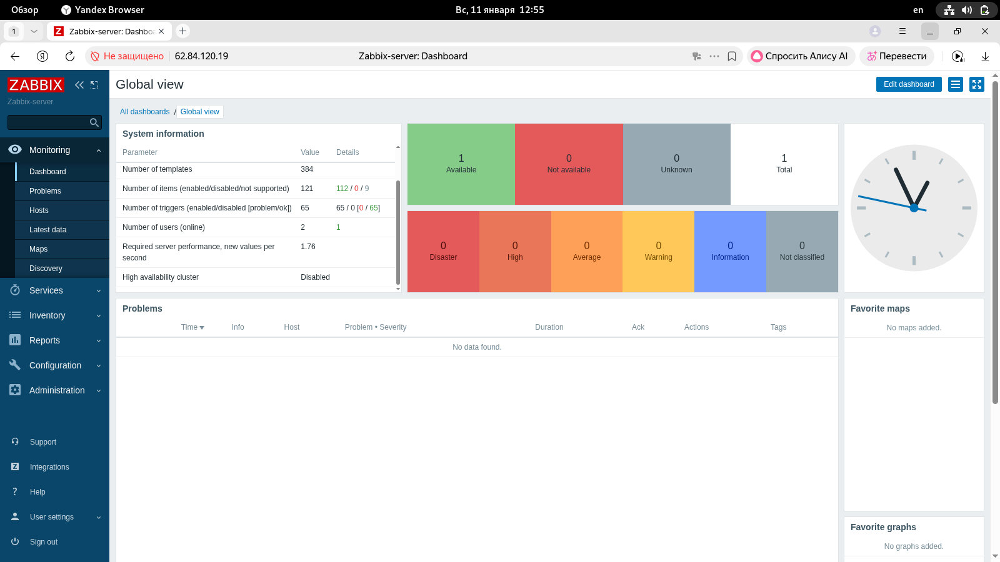 Обзор
Yandex Browser
Вс, 11 января 12:55
en
1
Zabbix-server: Dashbo
Не защищено
62.84.120.19
Zabbix-server: Dashboard
Спросить Алису AI
Перевести
ZABBIX
Zabbix-server
Monitoring
Dashboard
Problems
Hosts
Latest data
Maps
Discovery
Services
Inventory
Reports
Configuration
Administration
Support
Integrations
Help
User settings
Sign out
Global view
Edit dashboard
All dashboards / Global view
System information
Parameter Value Details
Number of templates 384
Number of items (enabled/disabled/not supported) 121 112 / 0 / 9
Number of triggers (enabled/disabled [problem/ok]) 65 65 / 0 [0 / 65]
Number of users (online) 2 1
Required server performance, new values per
second 1.76
High availability cluster Disabled
1 Available
0 Not available
0 Unknown
1 Total
0 Disaster
0 High
0 Average
0 Warning
0 Information
0 Not classified
Problems
Time Info Host Problem • Severity Duration Ack Actions Tags
No data found.
Favorite maps
No maps added.
Favorite graphs
No graphs added.